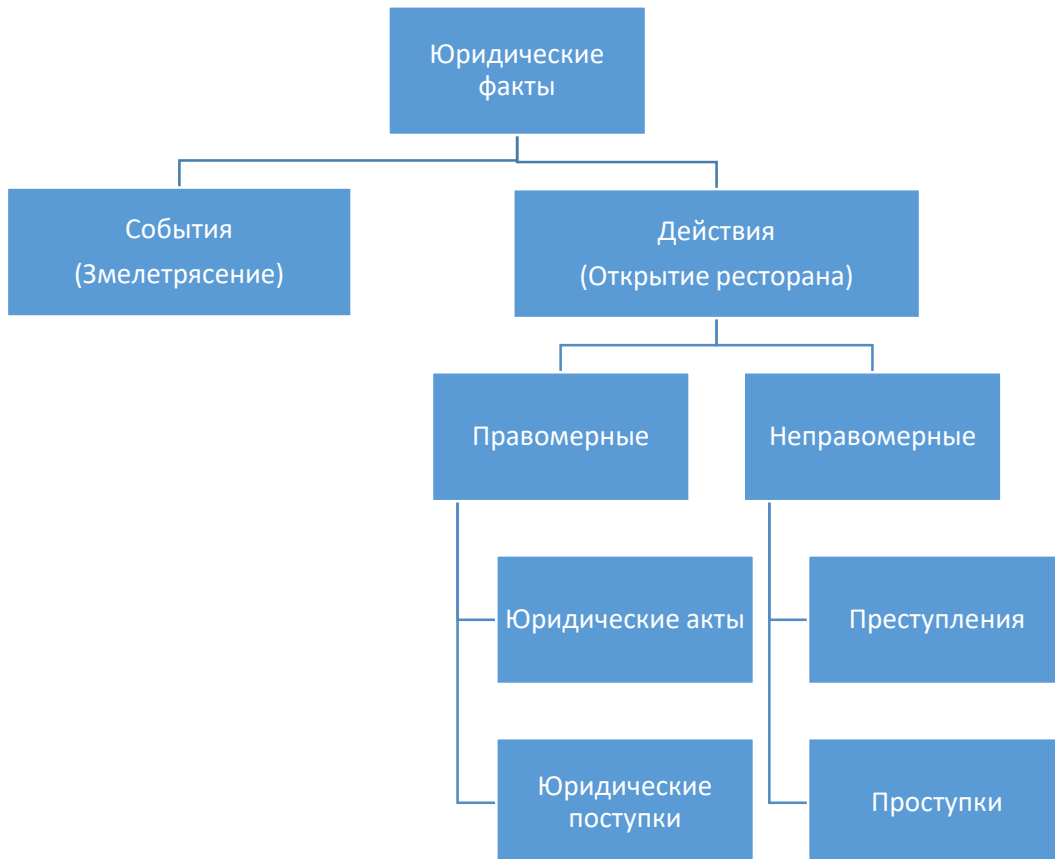 Юридические
факты
События
(Змелетрясение)
Действия
(Открытие ресторана)
Правомерные
Неправомерные
Юридические акты
Преступления
Юридические
поступки
Проступки